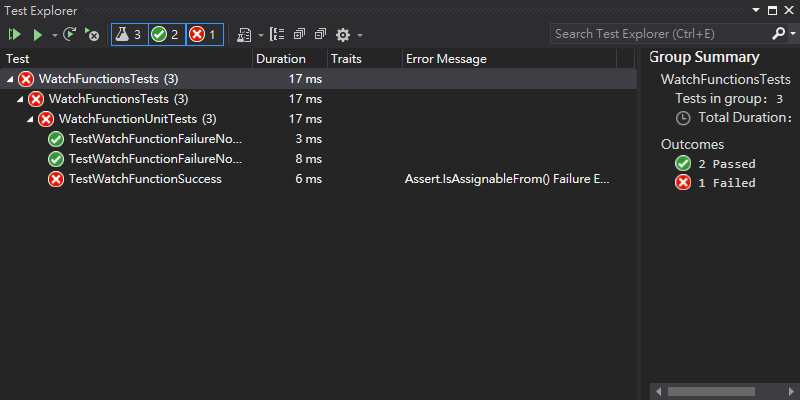 Test Explorer
3 2 1 Search Test Explorer (Ctrl+E)
Test Duration Traits Error Message
WatchFunctionsTests (3) 17 ms
WatchFunctionsTests (3) 17 ms
WatchFunctionUnitTests (3) 17 ms
TestWatchFunctionFailureNo... 3 ms
TestWatchFunctionFailureNo... 8 ms
TestWatchFunctionSuccess 6 ms Assert.IsAssignableFrom() Failure E...
Group Summary
WatchFunctionsTests
Tests in group: 3
Total Duration:
Outcomes
2 Passed
1 Failed